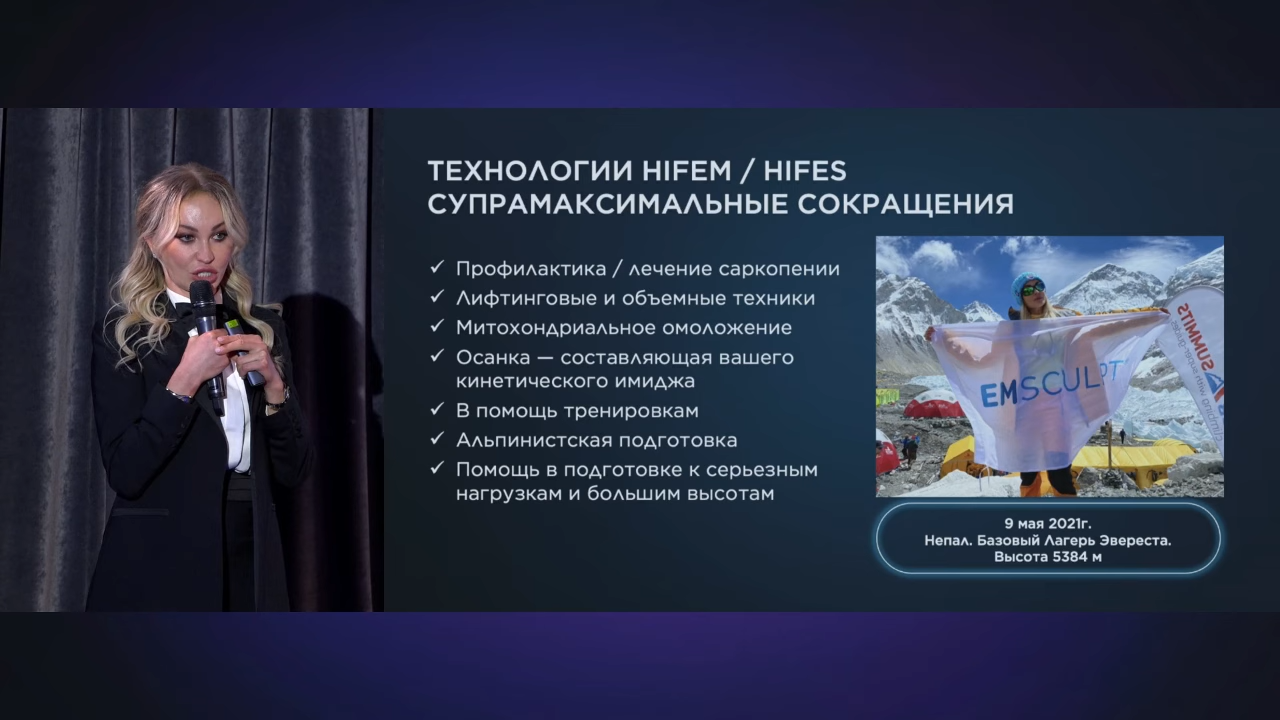 ТЕХНОЛОГИИ HIFEM / HIFES
СУПРАМАКСИМАЛЬНЫЕ СОКРАЩЕНИЯ
Профилактика / лечение саркопении
Лифтинговые и объемные техники
Митохондриальное омоложение
Осанка — составляющая вашего
кинетического имиджа
В помощь тренировкам
Альпинистская подготовка
Помощь в подготовке к серьезным
нагрузкам и большим высотам
EMSCULPT
SUMMITS
9 мая 2021г.
Непал. Базовый Лагерь Эвереста.
Высота 5384 м